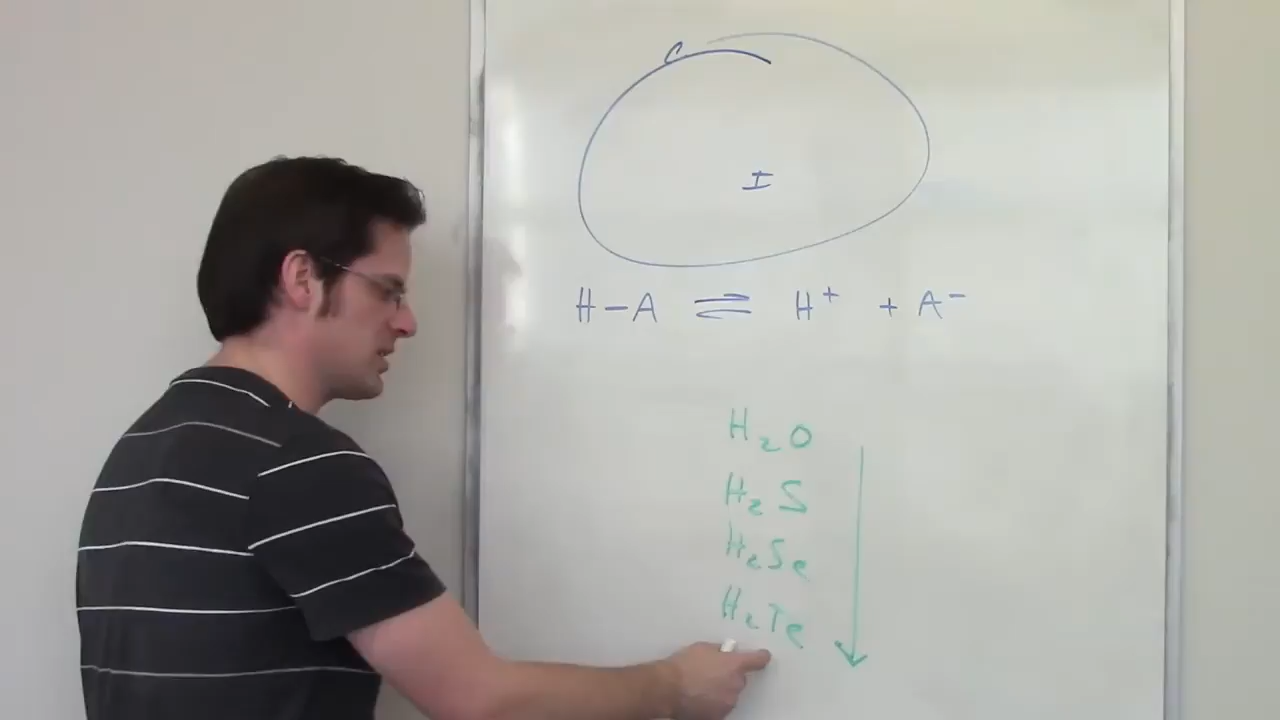 I
H-A ⇌ H⁺ + A⁻
H₂O
H₂S
H₂Se
H₂Te